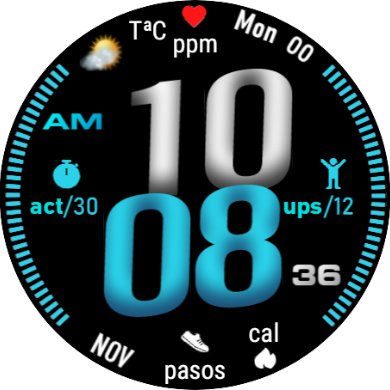 TªC
ppm
Mon 00
10
AM
act/30
ups/12
08
36
NOV
cal
pasos